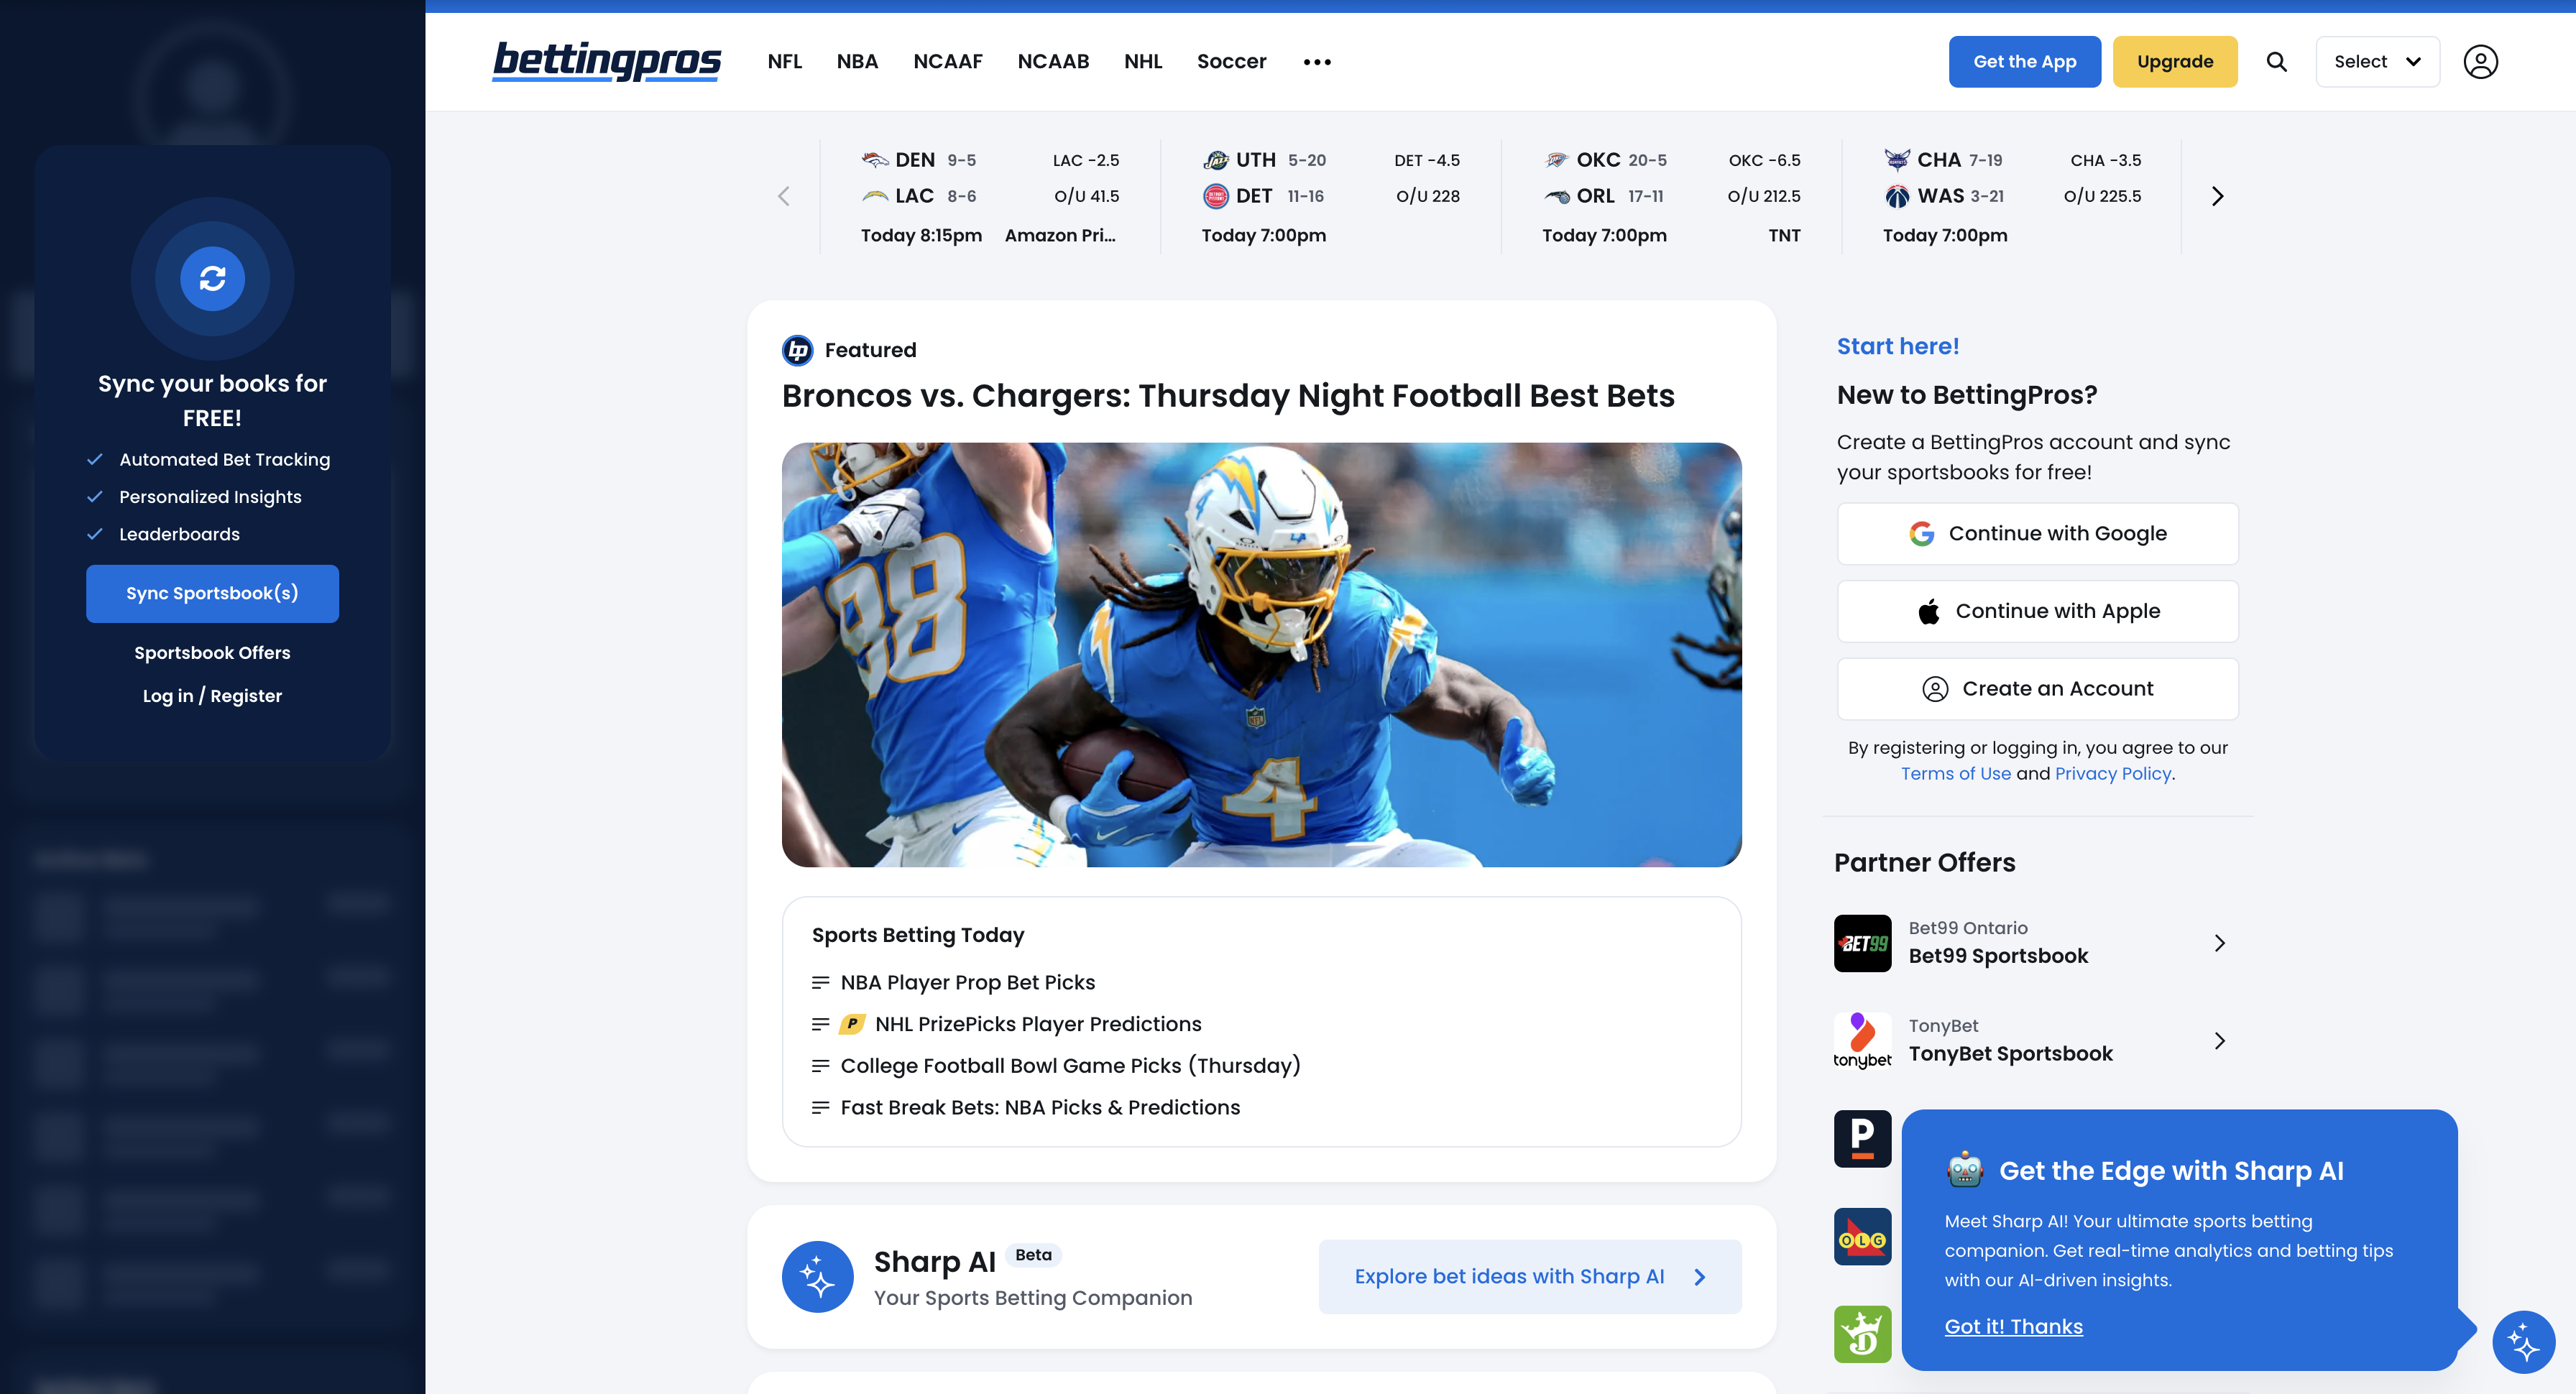 Sync your books for
FREE!
Automated Bet Tracking
Personalized Insights
Leaderboards
Sync Sportsbook(s)
Sportsbook Offers
Log in / Register
bettingpros
NFL NBA NCAAF NCAAB NHL Soccer •••
Get the App
Upgrade
Select
DEN 9-5 LAC -2.5
LAC 8-6 O/U 41.5
Today 8:15pm Amazon Pri...
UTH 5-20 DET -4.5
DET 11-16 O/U 228
Today 7:00pm
OKC 20-5 OKC -6.5
ORL 17-11 O/U 212.5
Today 7:00pm TNT
CHA 7-19 CHA -3.5
WAS 3-21 O/U 225.5
Today 7:00pm
bp Featured
Broncos vs. Chargers: Thursday Night Football Best Bets
88
4
Sports Betting Today
NBA Player Prop Bet Picks
P NHL PrizePicks Player Predictions
College Football Bowl Game Picks (Thursday)
Fast Break Bets: NBA Picks & Predictions
Sharp AI Beta
Your Sports Betting Companion
Explore bet ideas with Sharp AI
Start here!
New to BettingPros?
Create a BettingPros account and sync
your sportsbooks for free!
Continue with Google
Continue with Apple
Create an Account
By registering or logging in, you agree to our
Terms of Use and Privacy Policy.
Partner Offers
BET99
Bet99 Ontario
Bet99 Sportsbook
tonybet
TonyBet
TonyBet Sportsbook
P
OLG
D
Get the Edge with Sharp AI
Meet Sharp AI! Your ultimate sports betting
companion. Get real-time analytics and betting tips
with our AI-driven insights.
Got it! Thanks